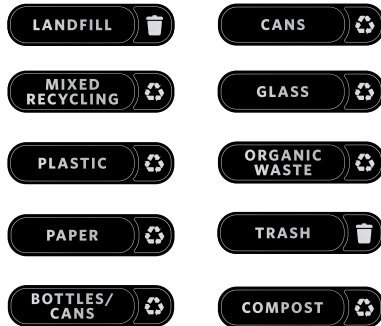 LANDFILL
CANS
MIXED
RECYCLING
GLASS
PLASTIC
ORGANIC
WASTE
PAPER
TRASH
BOTTLES/
CANS
COMPOST